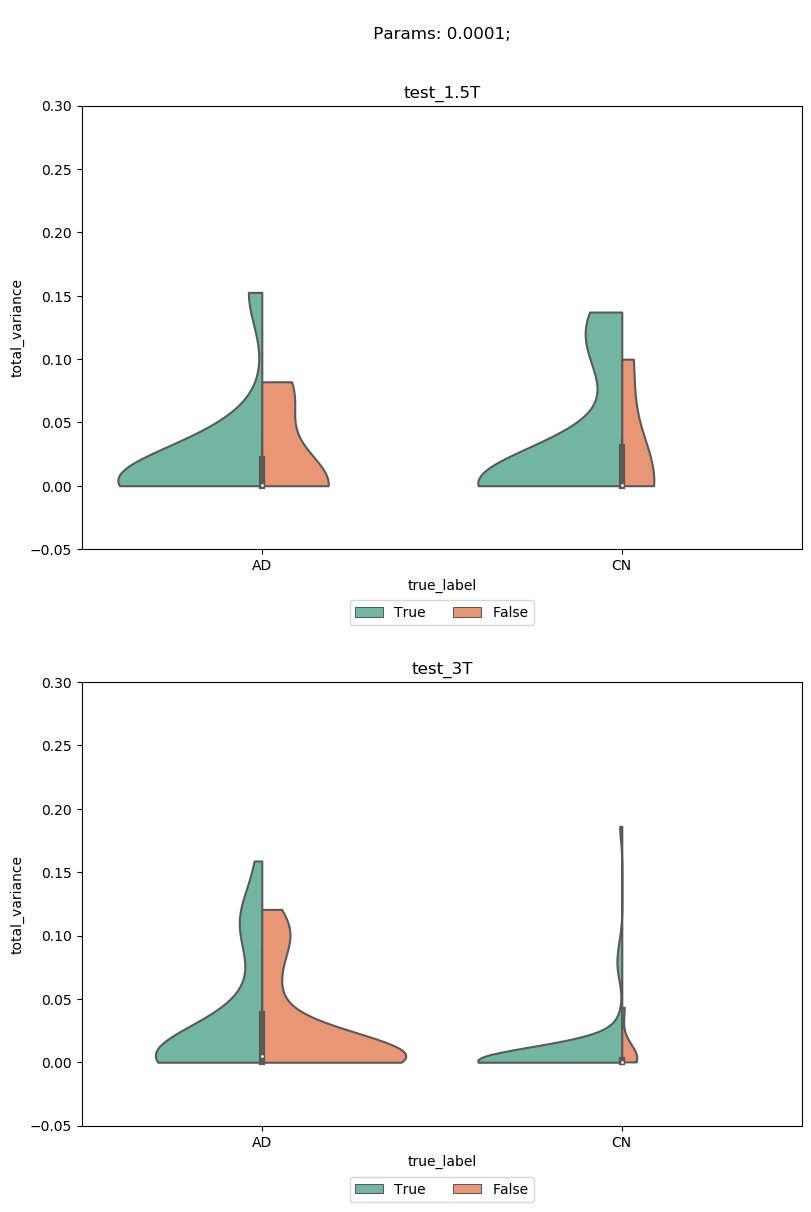 Params: 0.0001;
test_1.5T
0.30
0.25
0.20
0.15
0.10
0.05
0.00
−0.05
total_variance
AD CN
true_label
True False
test_3T
0.30
0.25
0.20
0.15
0.10
0.05
0.00
−0.05
total_variance
AD CN
true_label
True False